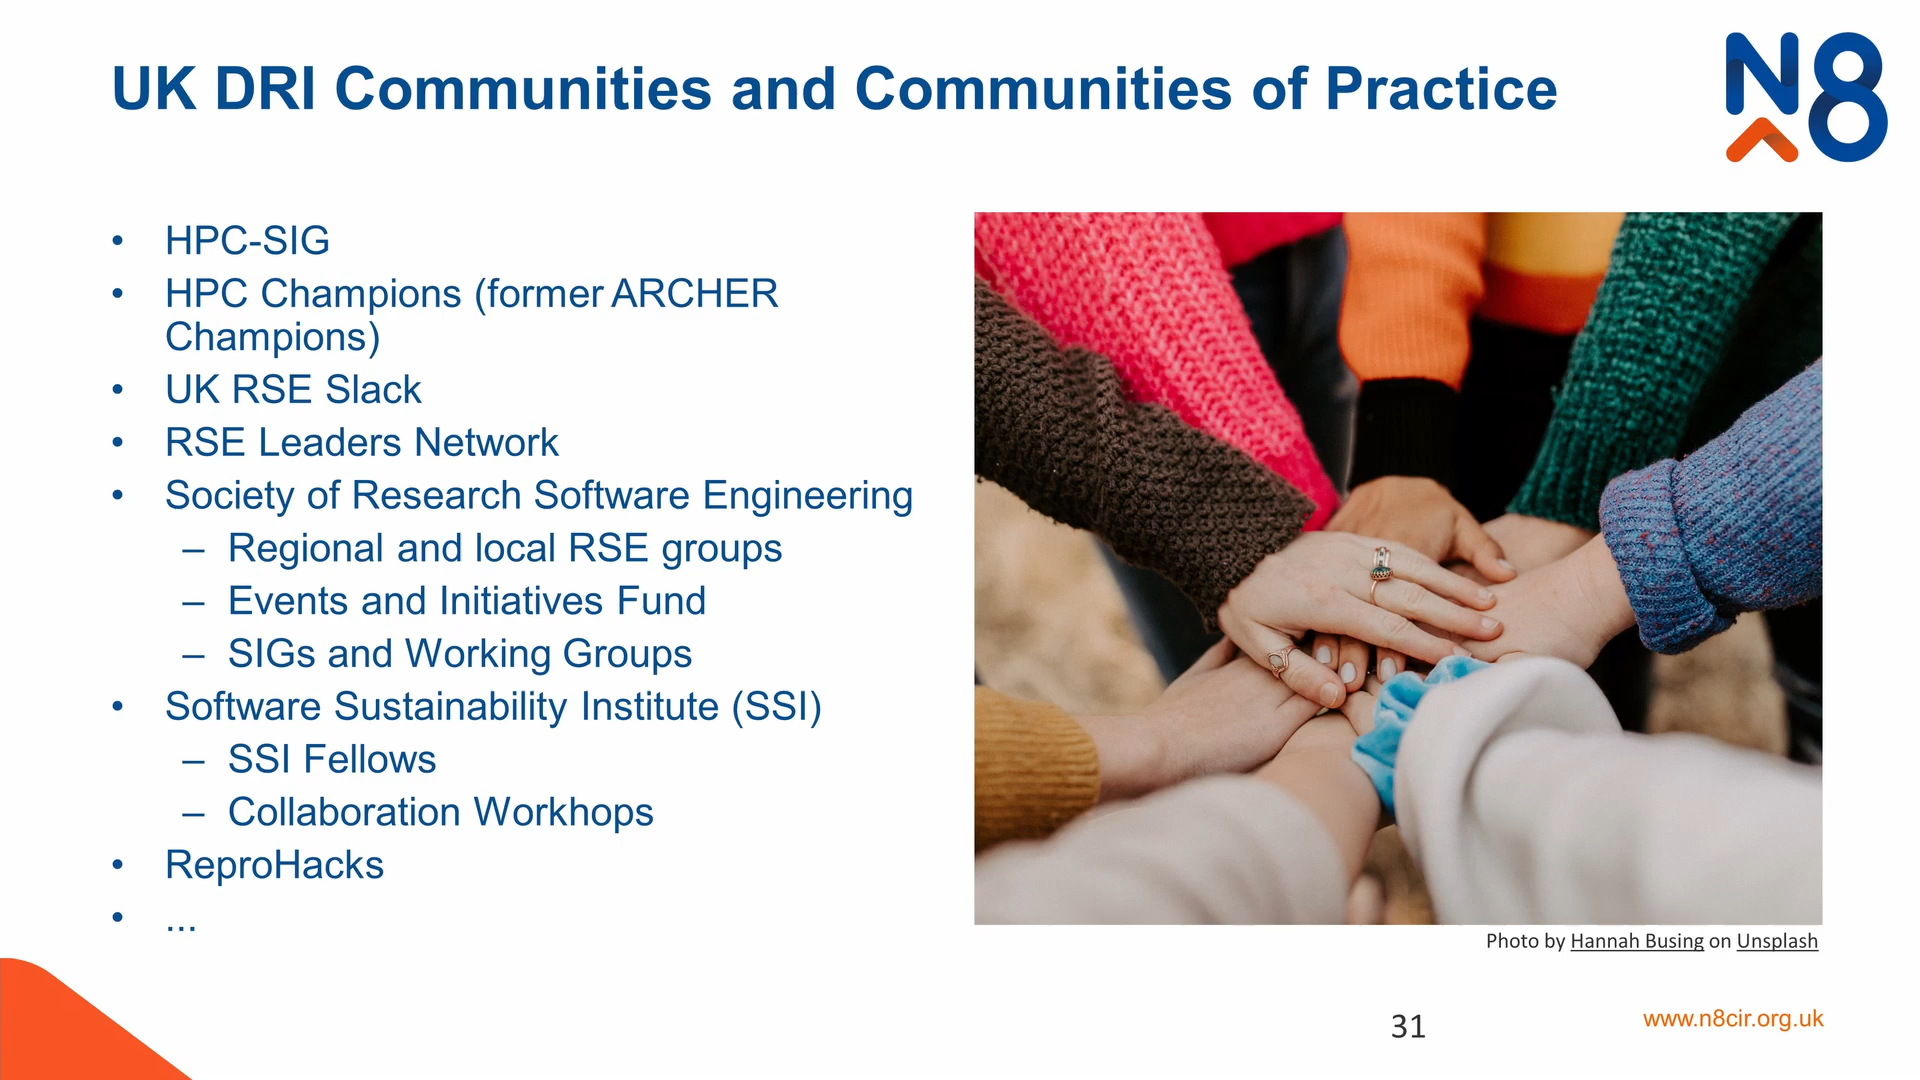 UK DRI Communities and Communities of Practice
N8
• HPC-SIG
• HPC Champions (former ARCHER
Champions)
• UK RSE Slack
• RSE Leaders Network
• Society of Research Software Engineering
– Regional and local RSE groups
– Events and Initiatives Fund
– SIGs and Working Groups
• Software Sustainability Institute (SSI)
– SSI Fellows
– Collaboration Workhops
• ReproHacks
• ...
Photo by Hannah Busing on Unsplash
31
www.n8cir.org.uk